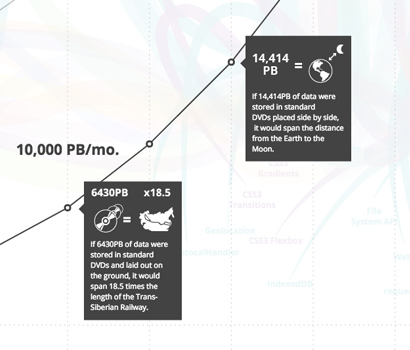 14,414
PB
=
If 14,414PB of data were
stored in standard
DVDs placed side by side,
it would span the distance
from the Earth to the
Moon.
10,000 PB/mo.
CSS3
Transitions
6430PB x18.5
=
If 6430PB of data were
stored in standard
DVDs and laid out on
the ground, it would
span 18.5 times the
length of the Trans-
Siberian Railway.
Gradients
File
System API
Geolocation
CSS3 Flexbox
IndexedDB